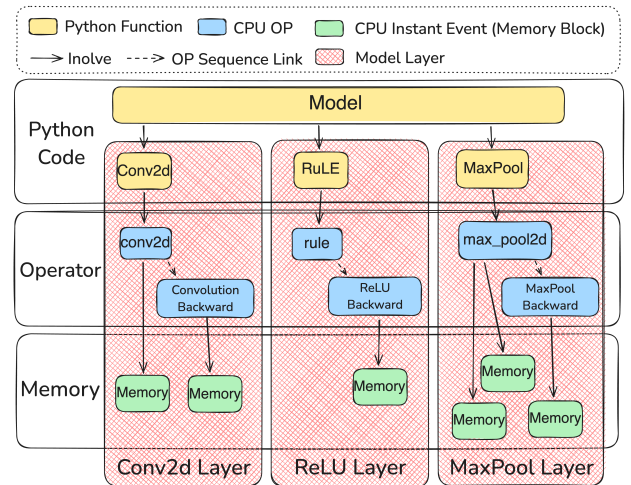 Python Function
CPU OP
CPU Instant Event (Memory Block)
Inolve
OP Sequence Link
Model Layer
Python
Code
Model
Conv2d
RuLE
MaxPool
Operator
conv2d
rule
max_pool2d
Convolution
Backward
ReLU
Backward
MaxPool
Backward
Memory
Memory
Memory
Memory
Memory
Memory
Memory
Conv2d Layer
ReLU Layer
MaxPool Layer